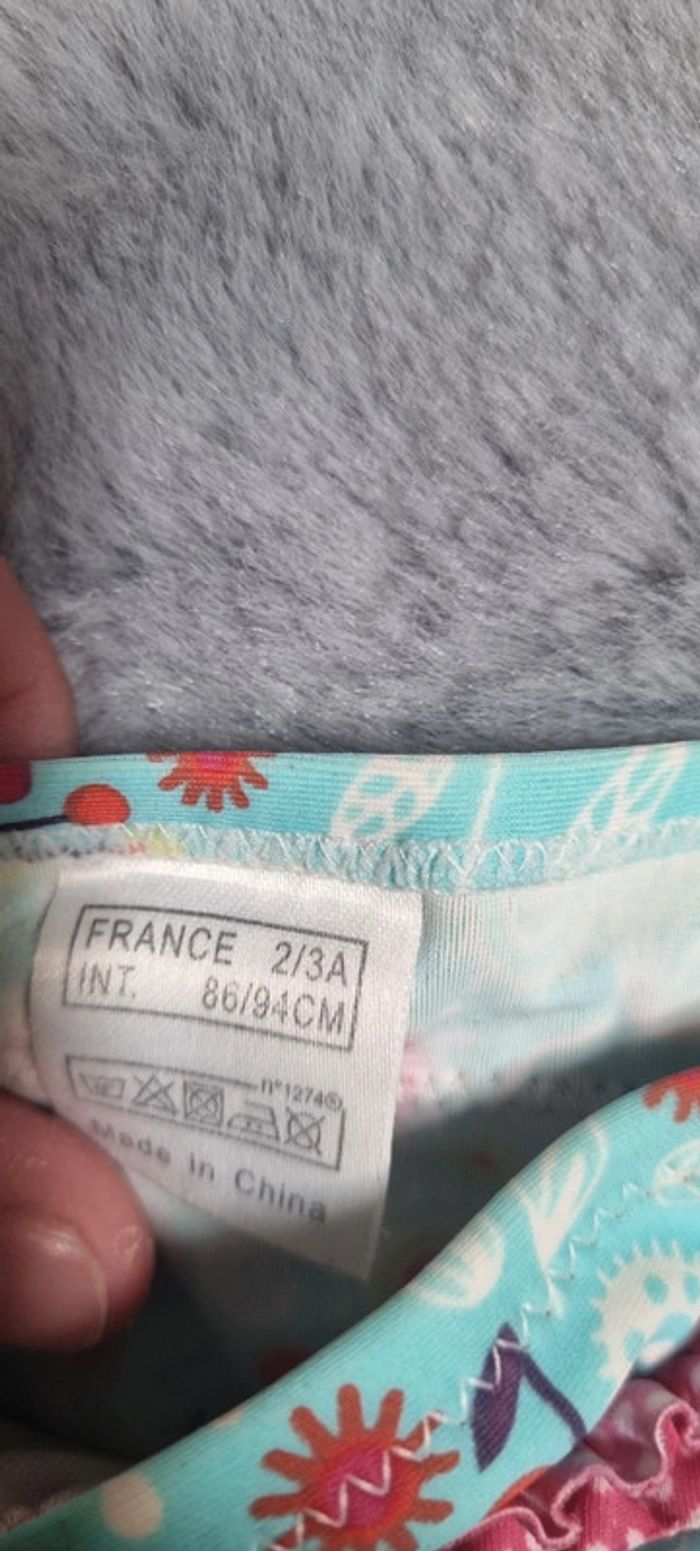 FRANCE 2/3A
INT. 86/94CM
n°1274®
Made in China